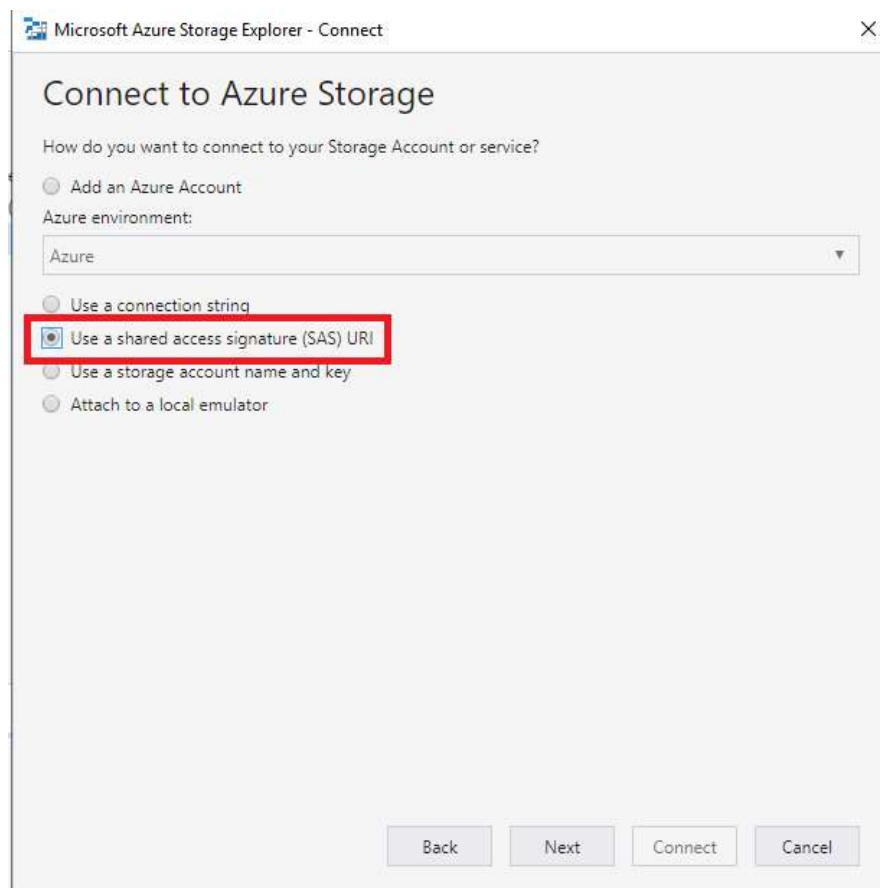 Microsoft Azure Storage Explorer - Connect
Connect to Azure Storage
How do you want to connect to your Storage Account or service?
Add an Azure Account
Azure environment:
Azure
Use a connection string
Use a shared access signature (SAS) URI
Use a storage account name and key
Attach to a local emulator
Back Next Connect Cancel